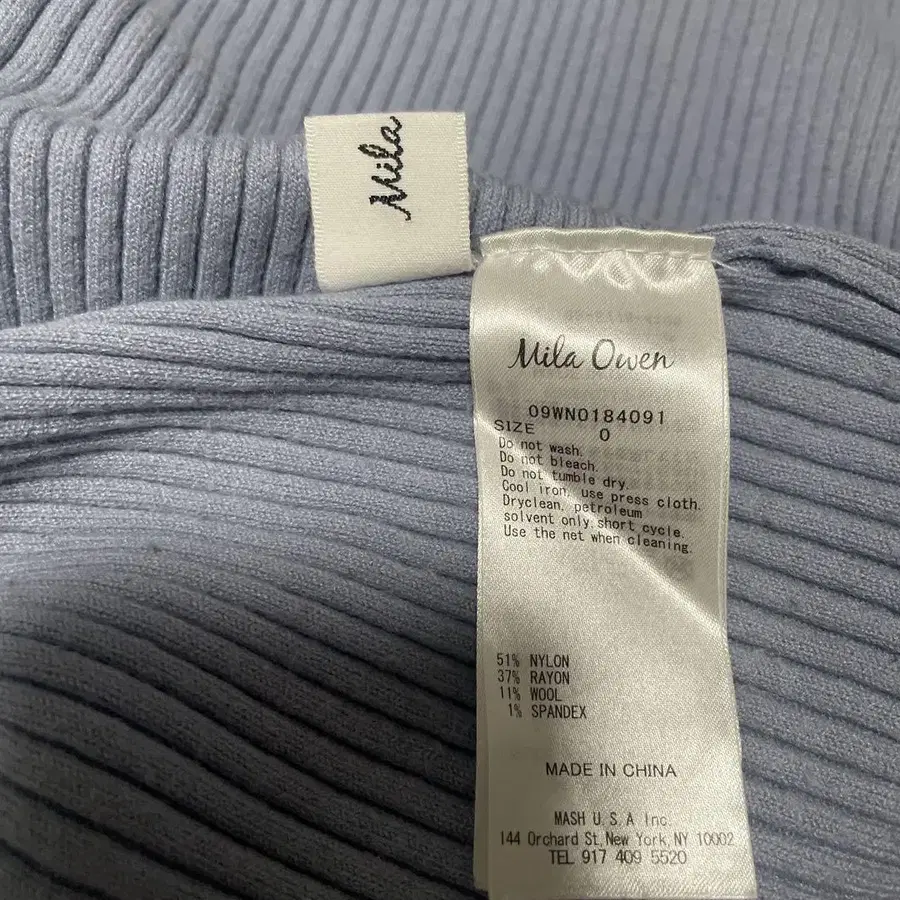 Mila
Mila Owen
09WN0184091
SIZE 0
Do not wash.
Do not bleach.
Do not tumble dry.
Cool iron, use press cloth.
Dryclean, petroleum
solvent only short cycle.
Use the net when cleaning.
51% NYLON
37% RAYON
11% WOOL
1% SPANDEX
MADE IN CHINA
MASH U.S.A Inc.
144 Orchard St, New York, NY 10002
TEL 917 409 5520